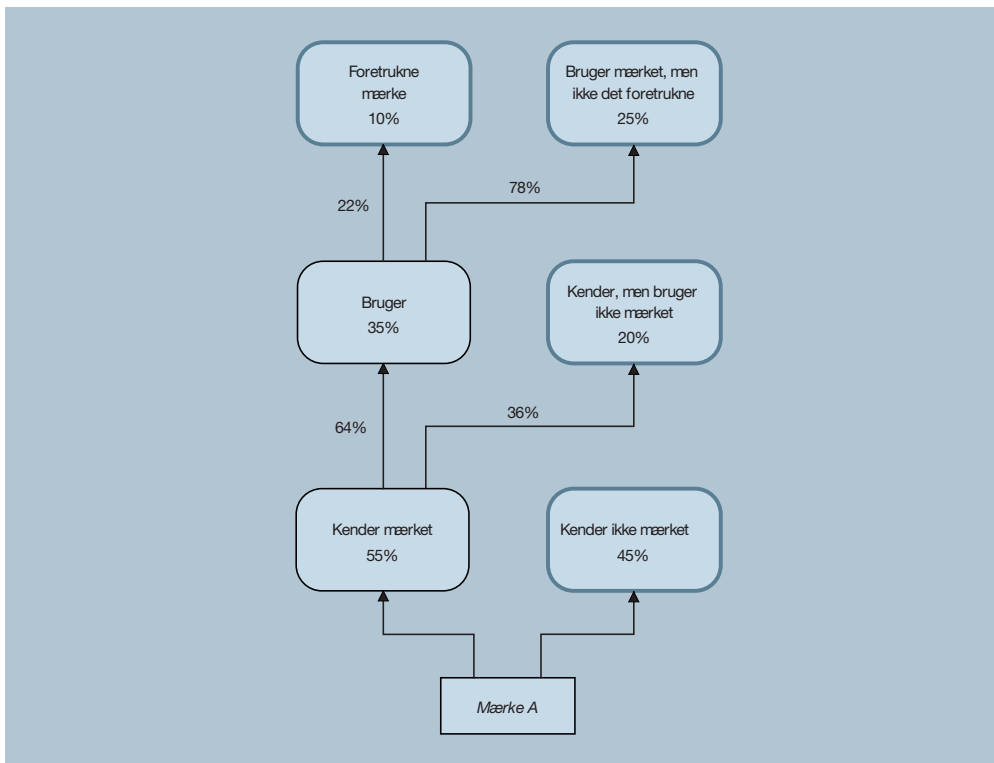 Foretrukne
mærke
10%
Bruger mærket, men
ikke det foretrukne
25%
78%
22%
Bruger
35%
Kender, men bruger
ikke mærket
20%
36%
64%
Kender mærket
55%
Kender ikke mærket
45%
Mærke A